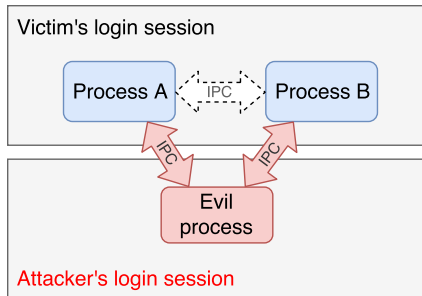 Victim's login session
Process A
IPC
Process B
IPC
IPC
Evil
process
Attacker's login session